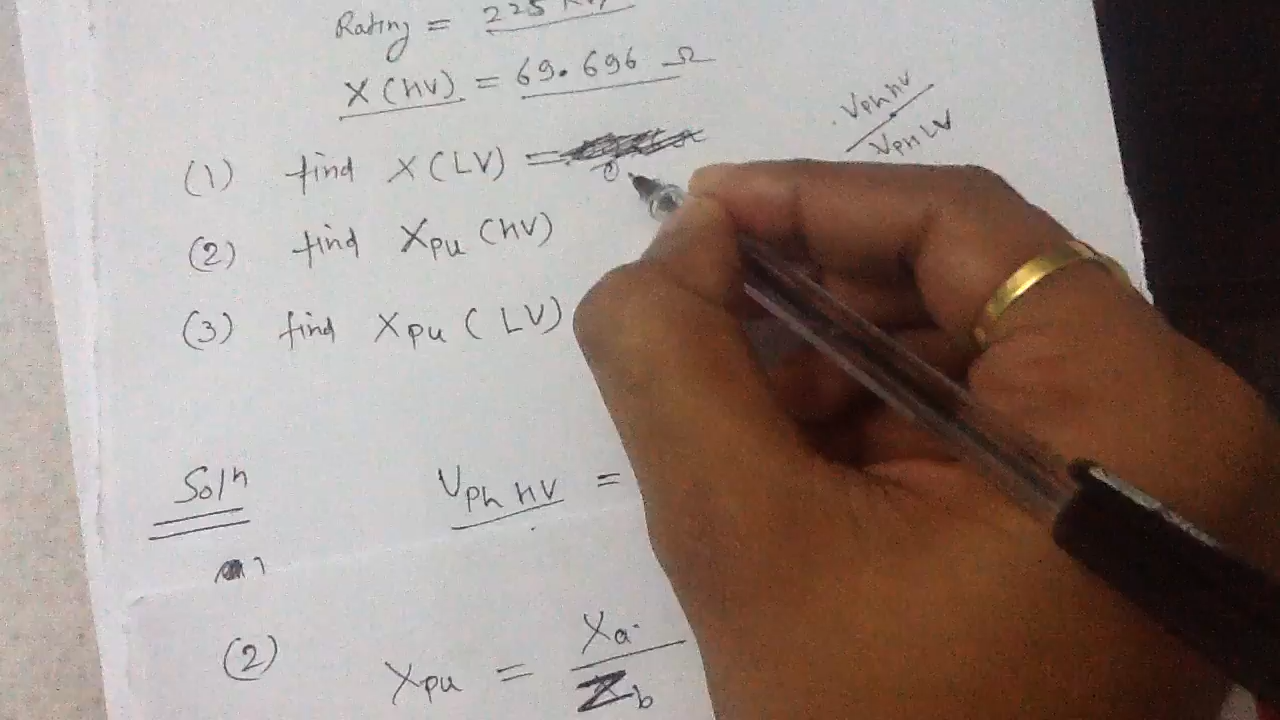 Rating = 225
X(hv) = 69.696 Ω
Vph hv
Vph LV
(1) find X(LV) =
(2) find Xpu (hv)
(3) find Xpu (LV)
Soln
Vph hv =
(2) Xpu = Xa / Zb